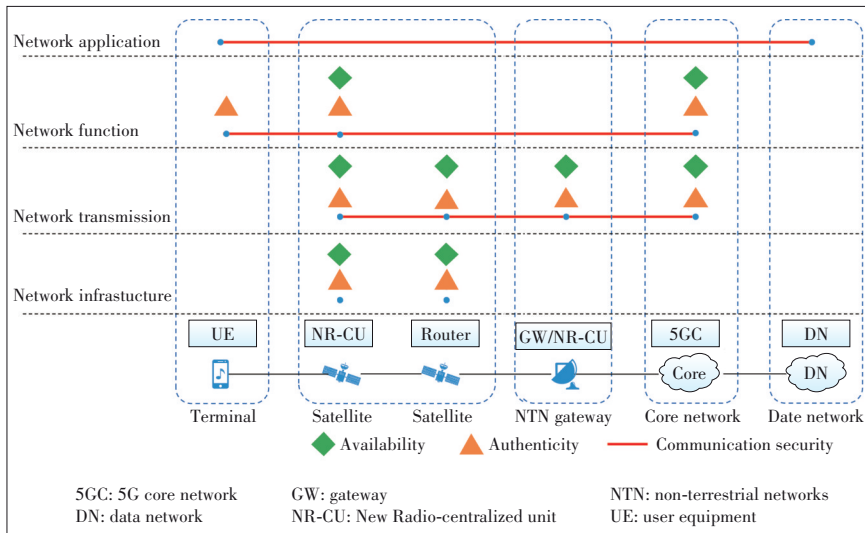 Network application
Network function
Network transmission
Network infrastucture
UE NR-CU Router GW/NR-CU 5GC DN
Core DN
Terminal Satellite Satellite NTN gateway Core network Date network
Availability Authenticity Communication security
5GC: 5G core network GW: gateway NTN: non-terrestrial networks
DN: data network NR-CU: New Radio-centralized unit UE: user equipment